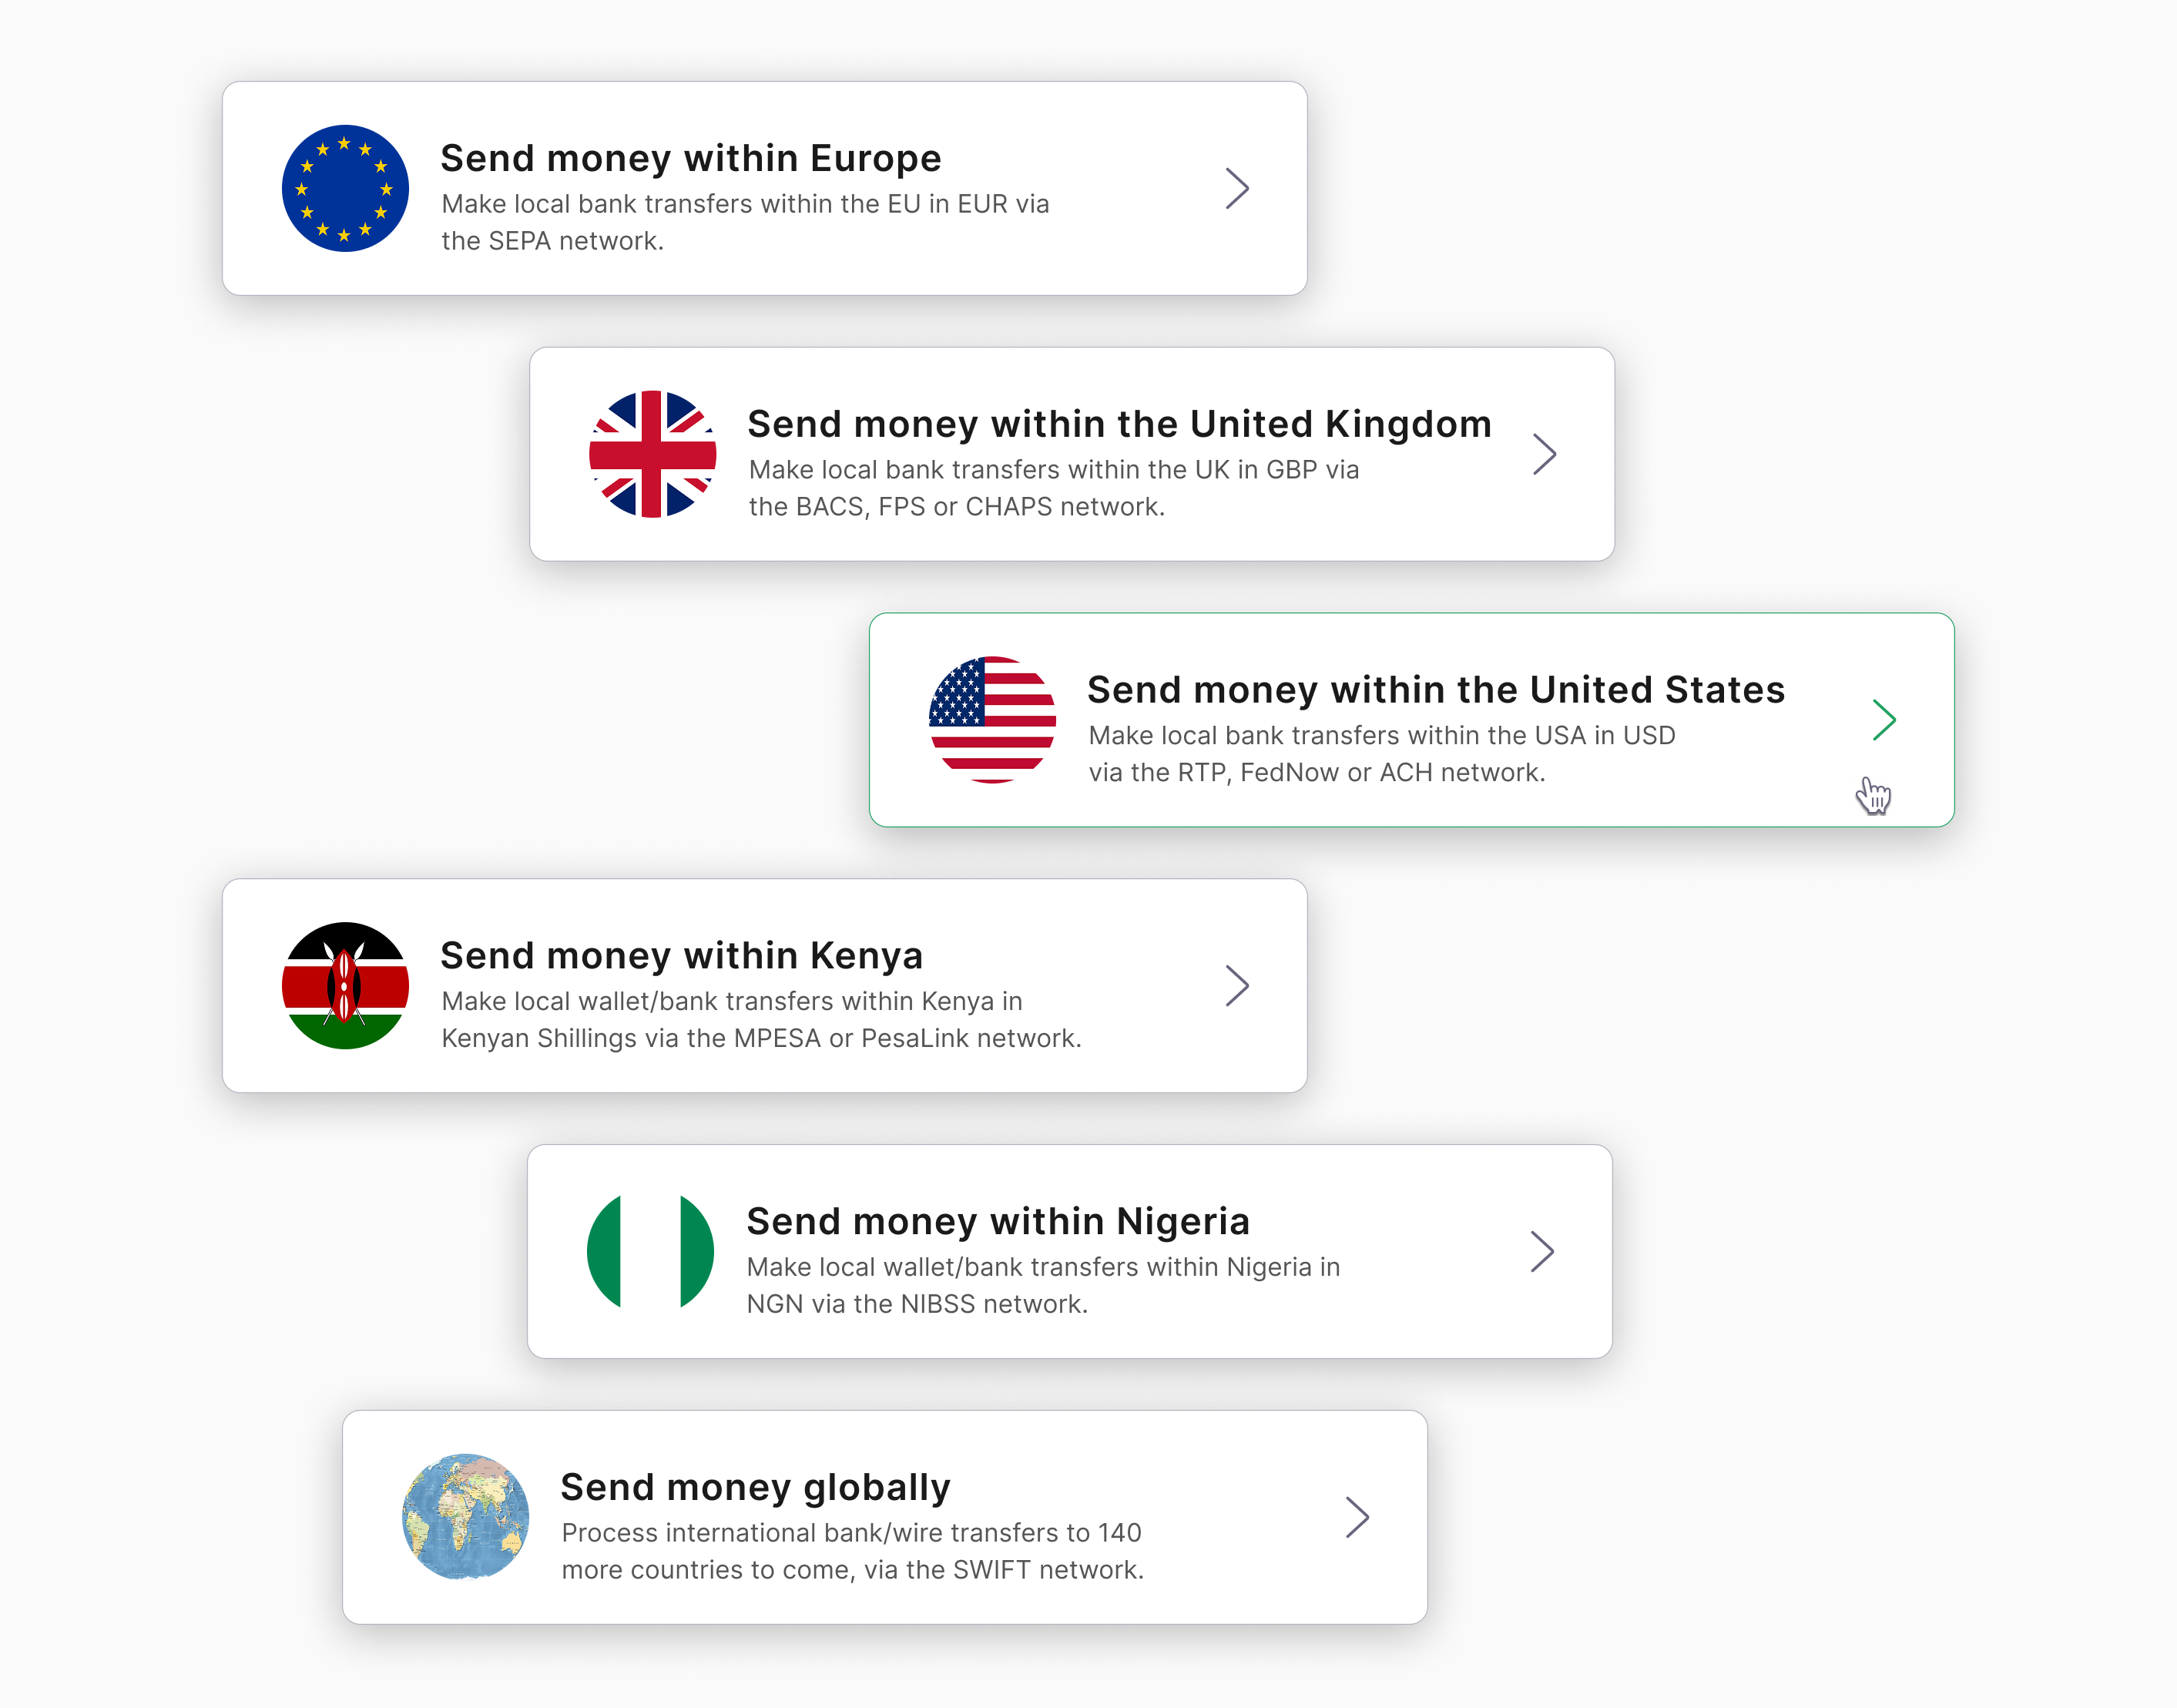 Send money within Europe
Make local bank transfers within the EU in EUR via
the SEPA network.
Send money within the United Kingdom
Make local bank transfers within the UK in GBP via
the BACS, FPS or CHAPS network.
Send money within the United States
Make local bank transfers within the USA in USD
via the RTP, FedNow or ACH network.
Send money within Kenya
Make local wallet/bank transfers within Kenya in
Kenyan Shillings via the MPESA or PesaLink network.
Send money within Nigeria
Make local wallet/bank transfers within Nigeria in
NGN via the NIBSS network.
Send money globally
Process international bank/wire transfers to 140
more countries to come, via the SWIFT network.